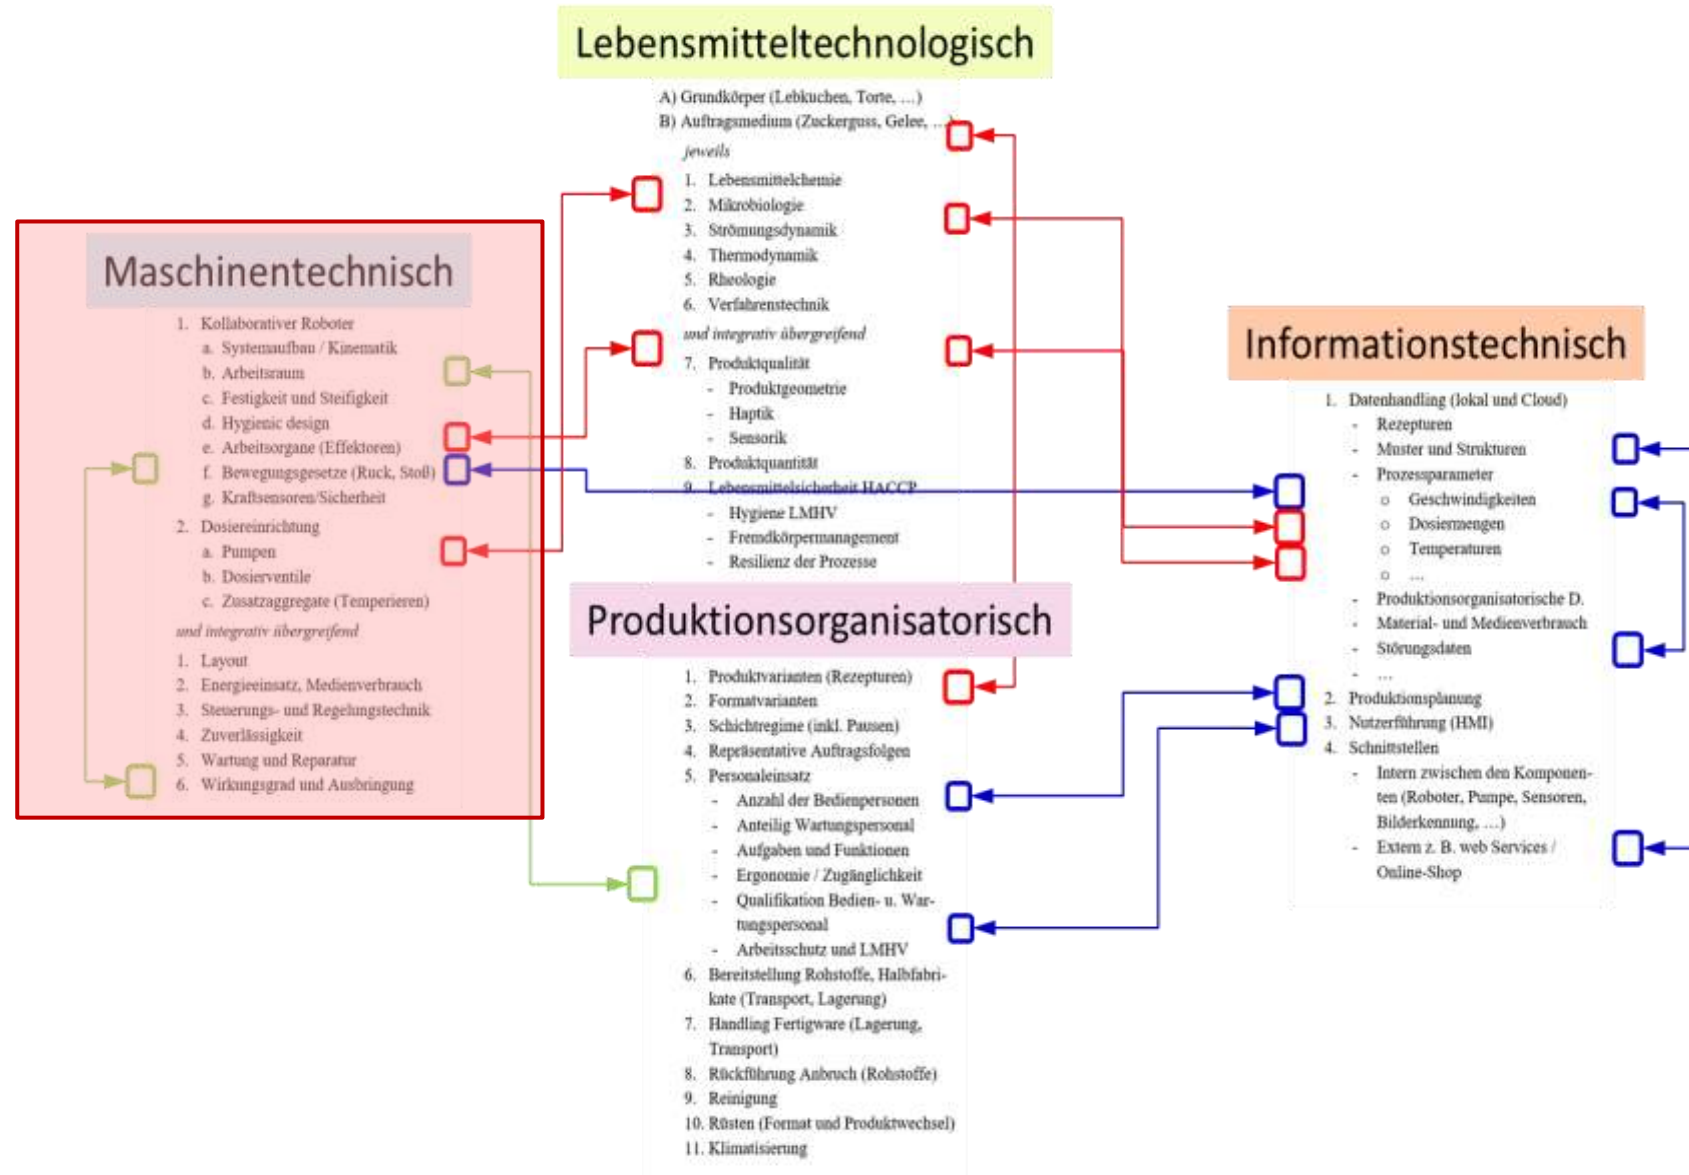 Lebensmitteltechnologisch
A) Grundkörper (Lebkuchen, Torte, …)
B) Auftragsmedium (Zuckerguss, Gelee, …)
jeweils
1. Lebensmittelchemie
2. Mikrobiologie
3. Strömungsdynamik
4. Thermodynamik
5. Rheologie
6. Verfahrenstechnik
und integrativ übergreifend
7. Produktqualität
- Produktgeometrie
- Haptik
- Sensorik
8. Produktquantität
9. Lebensmittelsicherheit HACCP
- Hygiene LMHV
- Fremdkörpermanagement
- Resilienz der Prozesse
Maschinentechnisch
1. Kollaborativer Roboter
a. Systemaufbau / Kinematik
b. Arbeitsraum
c. Festigkeit und Steifigkeit
d. Hygienic design
e. Arbeitsorgane (Effektoren)
f. Bewegungsgesetze (Ruck, Stoß)
g. Kraftsensoren/Sicherheit
2. Dosiereinrichtung
a. Pumpen
b. Dosierventile
c. Zusatzaggregate (Temperieren)
und integrativ übergreifend
1. Layout
2. Energieeinsatz, Medienverbrauch
3. Steuerungs- und Regelungstechnik
4. Zuverlässigkeit
5. Wartung und Reparatur
6. Wirkungsgrad und Ausbringung
Produktionsorganisatorisch
1. Produktvarianten (Rezepturen)
2. Formatvarianten
3. Schichtregime (inkl. Pausen)
4. Repräsentative Auftragsfolgen
5. Personaleinsatz
- Anzahl der Bedienpersonen
- Anteilig Wartungspersonal
- Aufgaben und Funktionen
- Ergonomie / Zugänglichkeit
- Qualifikation Bedien- u. War-
tungspersonal
- Arbeitsschutz und LMHV
6. Bereitstellung Rohstoffe, Halbfabri-
kate (Transport, Lagerung)
7. Handling Fertigware (Lagerung,
Transport)
8. Rückführung Anbruch (Rohstoffe)
9. Reinigung
10. Rüsten (Format und Produktwechsel)
11. Klimatisierung
Informationstechnisch
1. Datenhandling (lokal und Cloud)
- Rezepturen
- Muster und Strukturen
- Prozessparameter
o Geschwindigkeiten
o Dosiermengen
o Temperaturen
o …
- Produktionsorganisatorische D.
- Material- und Medienverbrauch
- Störungsdaten
- …
2. Produktionsplanung
3. Nutzerführung (HMI)
4. Schnittstellen
- Intern zwischen den Komponen-
ten (Roboter, Pumpe, Sensoren,
Bilderkennung, …)
- Extern z. B. web Services /
Online-Shop